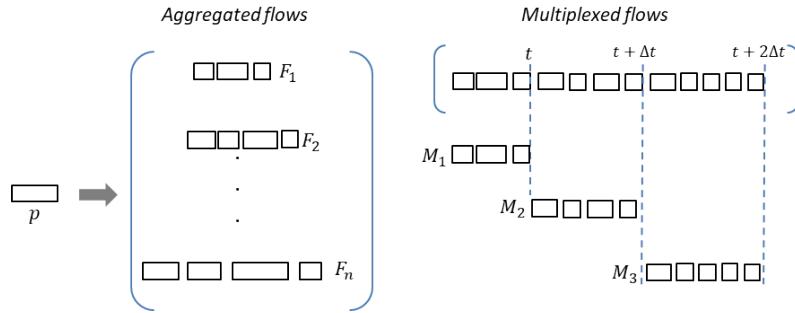 Aggregated flows
Multiplexed flows
t
t + Δt
t + 2Δt
F₁
F₂
M₁
p
M₂
Fₙ
M₃